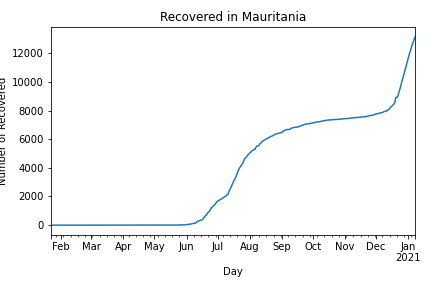 Recovered in Mauritania
Number of Recovered
12000
10000
8000
6000
4000
2000
0
Feb Mar Apr May Jun Jul Aug Sep Oct Nov Dec Jan
2021
Day